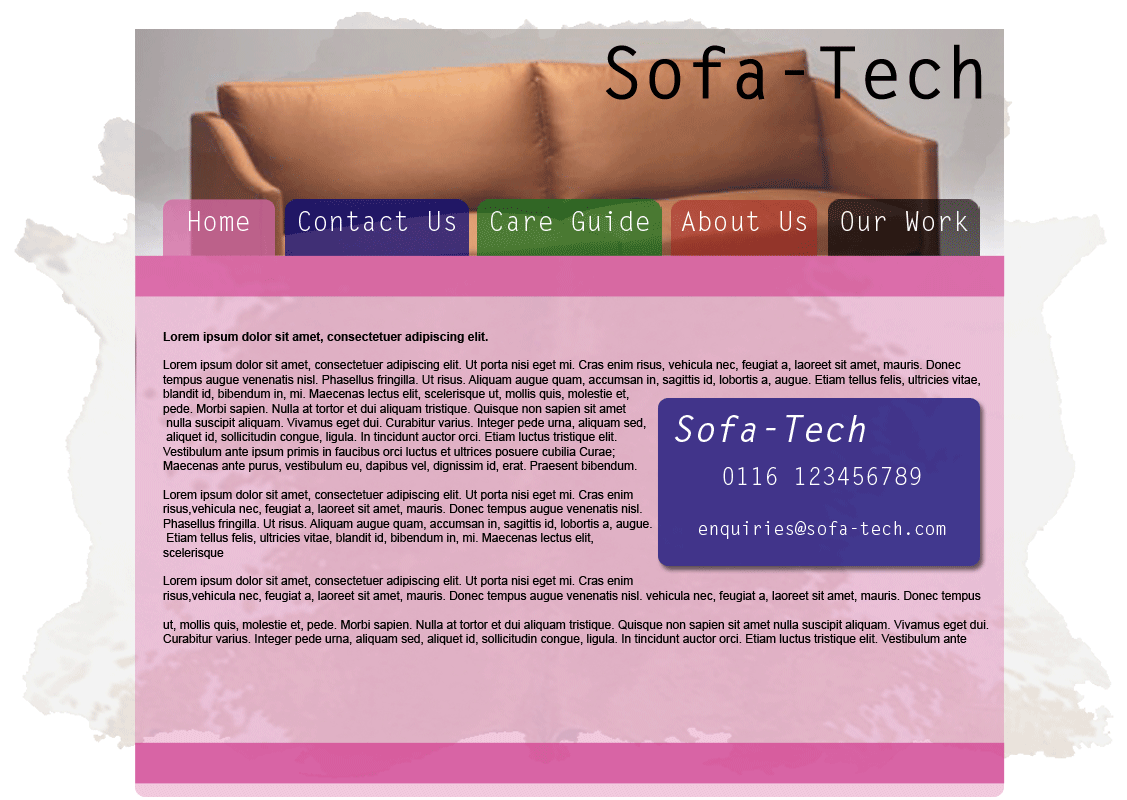 Sofa-Tech
Home Contact Us Care Guide About Us Our Work
Lorem ipsum dolor sit amet, consectetuer adipiscing elit.
Lorem ipsum dolor sit amet, consectetuer adipiscing elit. Ut porta nisi eget mi. Cras enim risus, vehicula nec, feugiat a, laoreet sit amet, mauris. Donec
tempus augue venenatis nisl. Phasellus fringilla. Ut risus. Aliquam augue quam, accumsan in, sagittis id, lobortis a, augue. Etiam tellus felis, ultricies vitae,
blandit id, bibendum in, mi. Maecenas lectus elit, scelerisque ut, mollis quis, molestie et,
pede. Morbi sapien. Nulla at tortor et dui aliquam tristique. Quisque non sapien sit amet
nulla suscipit aliquam. Vivamus eget dui. Curabitur varius. Integer pede urna, aliquam sed,
aliquet id, sollicitudin congue, ligula. In tincidunt auctor orci. Etiam luctus tristique elit.
Vestibulum ante ipsum primis in faucibus orci luctus et ultrices posuere cubilia Curae;
Maecenas ante purus, vestibulum eu, dapibus vel, dignissim id, erat. Praesent bibendum.
Lorem ipsum dolor sit amet, consectetuer adipiscing elit. Ut porta nisi eget mi. Cras enim
risus,vehicula nec, feugiat a, laoreet sit amet, mauris. Donec tempus augue venenatis nisl.
Phasellus fringilla. Ut risus. Aliquam augue quam, accumsan in, sagittis id, lobortis a, augue.
Etiam tellus felis, ultricies vitae, blandit id, bibendum in, mi. Maecenas lectus elit,
scelerisque
Lorem ipsum dolor sit amet, consectetuer adipiscing elit. Ut porta nisi eget mi. Cras enim
risus,vehicula nec, feugiat a, laoreet sit amet, mauris. Donec tempus augue venenatis nisl. vehicula nec, feugiat a, laoreet sit amet, mauris. Donec tempus
ut, mollis quis, molestie et, pede. Morbi sapien. Nulla at tortor et dui aliquam tristique. Quisque non sapien sit amet nulla suscipit aliquam. Vivamus eget dui.
Curabitur varius. Integer pede urna, aliquam sed, aliquet id, sollicitudin congue, ligula. In tincidunt auctor orci. Etiam luctus tristique elit. Vestibulum ante
Sofa-Tech
0116 123456789
enquiries@sofa-tech.com